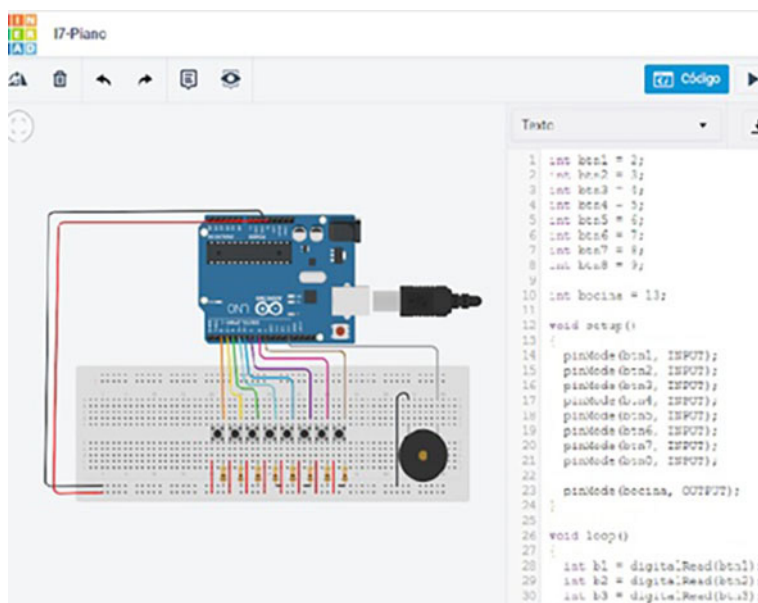 I7-Piano
Código
Texto
1 int btn1 = 2;
2 int btn2 = 3;
3 int btn3 = 4;
4 int btn4 = 5;
5 int btn5 = 6;
6 int btn6 = 7;
7 int btn7 = 8;
8 int btn8 = 9;
9
10 int bocina = 13;
11
12 void setup()
13 {
14 pinMode(btn1, INPUT);
15 pinMode(btn2, INPUT);
16 pinMode(btn3, INPUT);
17 pinMode(btn4, INPUT);
18 pinMode(btn5, INPUT);
19 pinMode(btn6, INPUT);
20 pinMode(btn7, INPUT);
21 pinMode(btn8, INPUT);
22
23 pinMode(bocina, OUTPUT);
24 }
25
26 void loop()
27 {
28 int b1 = digitalRead(btn1);
29 int b2 = digitalRead(btn2);
30 int b3 = digitalRead(btn3);
UNO
ARDUINO